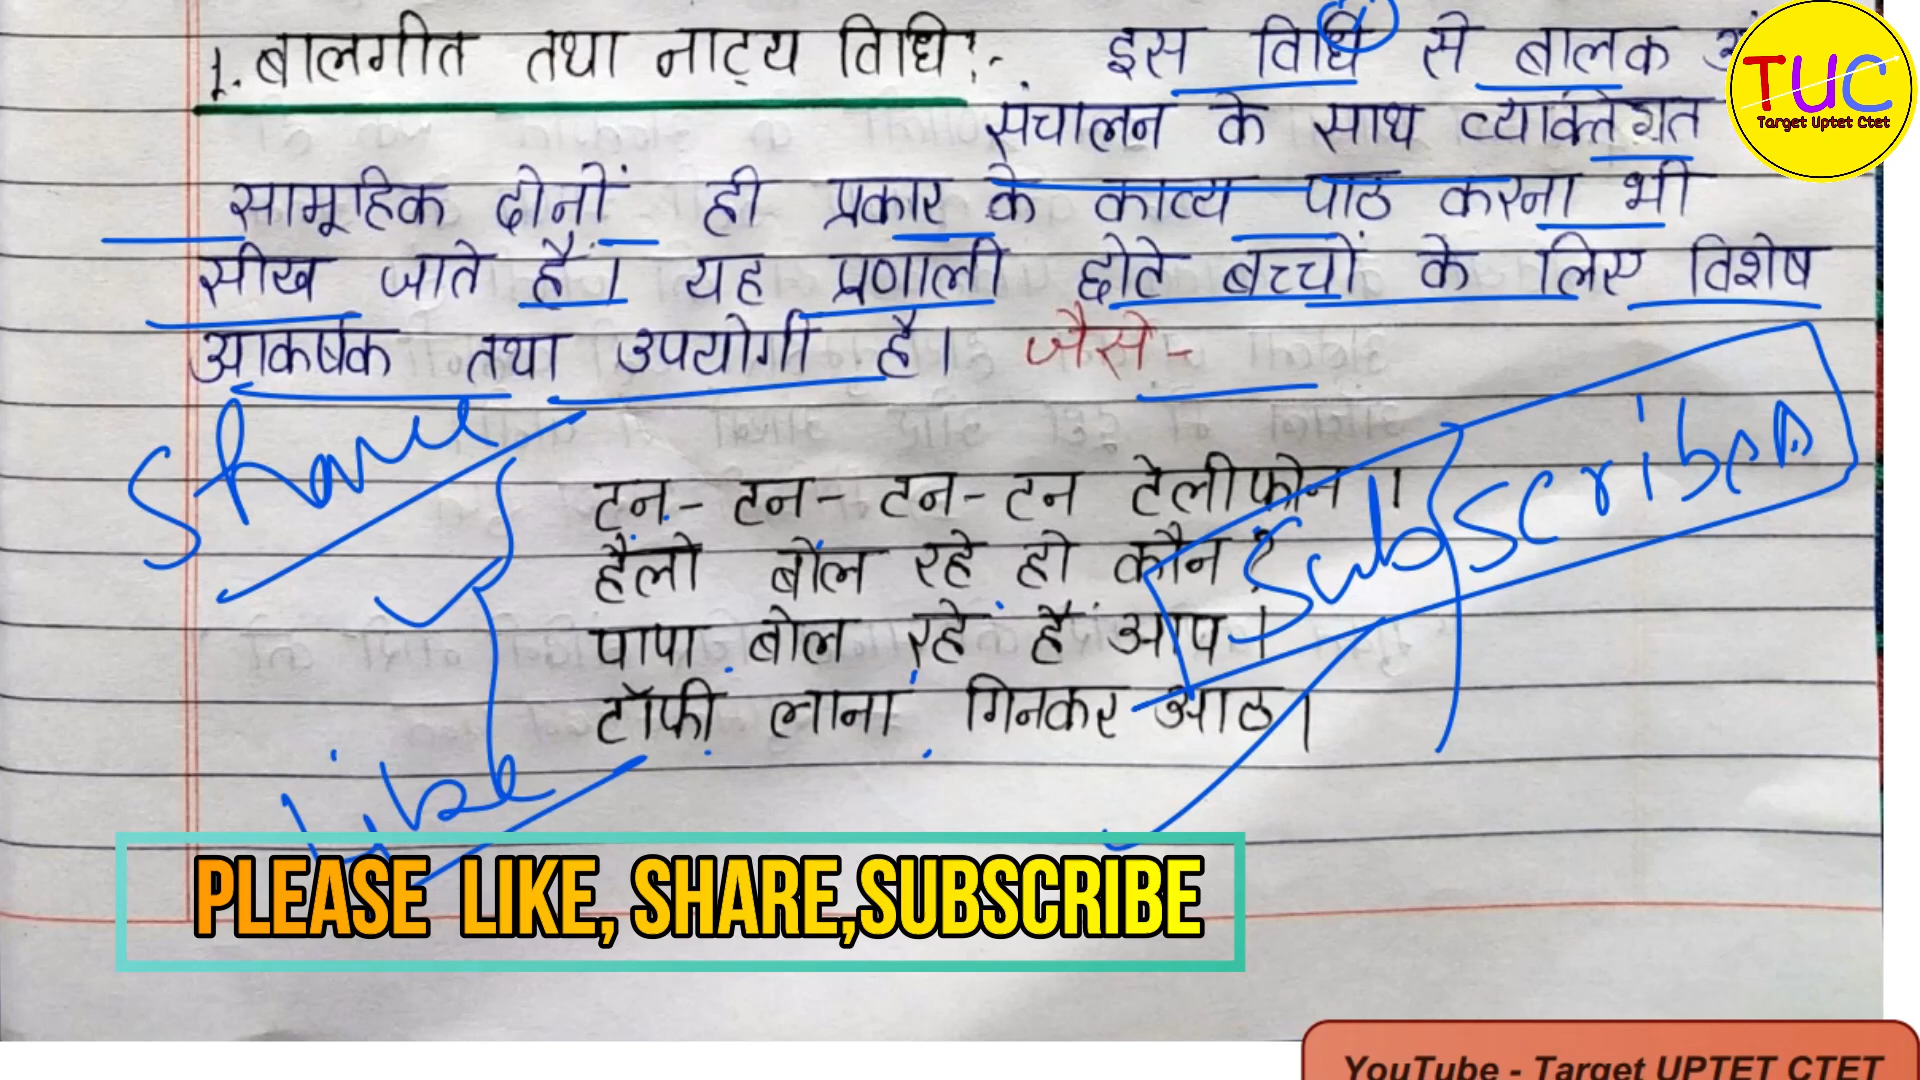 1. बालगीत तथा नाट्य विधि:- इस विधि से बालक
संचालन के साथ व्यक्तिगत
सामूहिक दोनों ही प्रकार के काव्य पाठ करना भी
सीख जाते हैं। यह प्रणाली छोटे बच्चों के लिए विशेष
आकर्षक तथा उपयोगी है। जैसे-
टन-टन-टन-टन टेलीफोन।
हैलो बोल रहे हो कौन?
पापा बोल रहे हैं आप।
टॉफी लाना गिनकर आठ।
Share
Subscribe
Like
PLEASE LIKE, SHARE,SUBSCRIBE
TUC
Target Uptet Ctet
YouTube - Target UPTET CTET